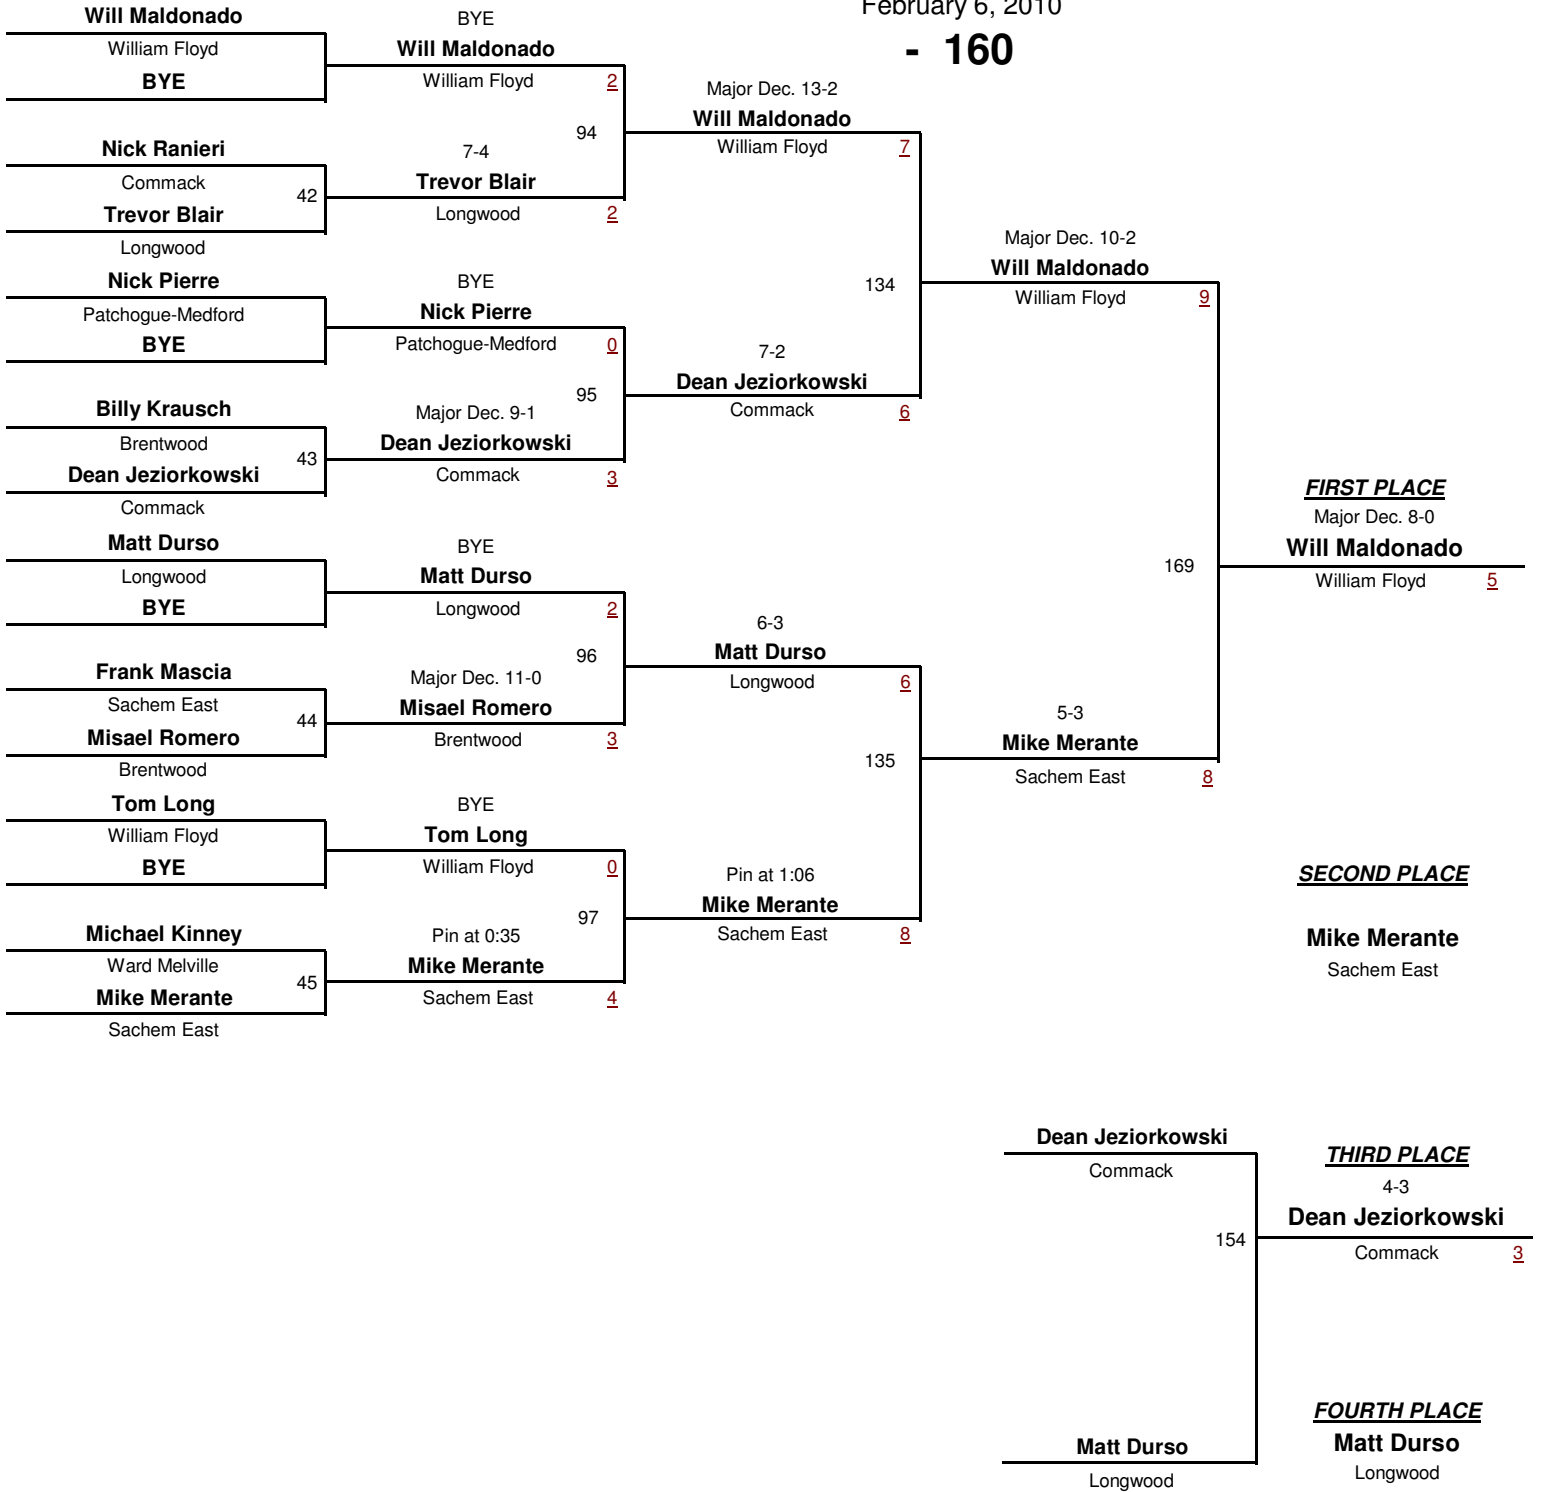 February 6, 2010
- 160
Will Maldonado
William Floyd
BYE
Nick Ranieri
Commack
42
Trevor Blair
Longwood
Nick Pierre
Patchogue-Medford
BYE
Billy Krausch
Brentwood
43
Dean Jeziorkowski
Commack
Matt Durso
Longwood
BYE
Frank Mascia
Sachem East
44
Misael Romero
Brentwood
Tom Long
William Floyd
BYE
Michael Kinney
Ward Melville
45
Mike Merante
Sachem East
BYE
Will Maldonado
William Floyd 2
94
7-4
Trevor Blair
Longwood 2
BYE
Nick Pierre
Patchogue-Medford 0
95
Major Dec. 9-1
Dean Jeziorkowski
Commack 3
BYE
Matt Durso
Longwood 2
96
Major Dec. 11-0
Misael Romero
Brentwood 3
BYE
Tom Long
William Floyd 0
97
Pin at 0:35
Mike Merante
Sachem East 4
Major Dec. 13-2
Will Maldonado
William Floyd 7
134
7-2
Dean Jeziorkowski
Commack 6
6-3
Matt Durso
Longwood 6
135
Pin at 1:06
Mike Merante
Sachem East 8
Major Dec. 10-2
Will Maldonado
William Floyd 9
169
5-3
Mike Merante
Sachem East 8
FIRST PLACE
Major Dec. 8-0
Will Maldonado
William Floyd 5
SECOND PLACE
Mike Merante
Sachem East
Dean Jeziorkowski
Commack
154
Matt Durso
Longwood
THIRD PLACE
4-3
Dean Jeziorkowski
Commack 3
FOURTH PLACE
Matt Durso
Longwood